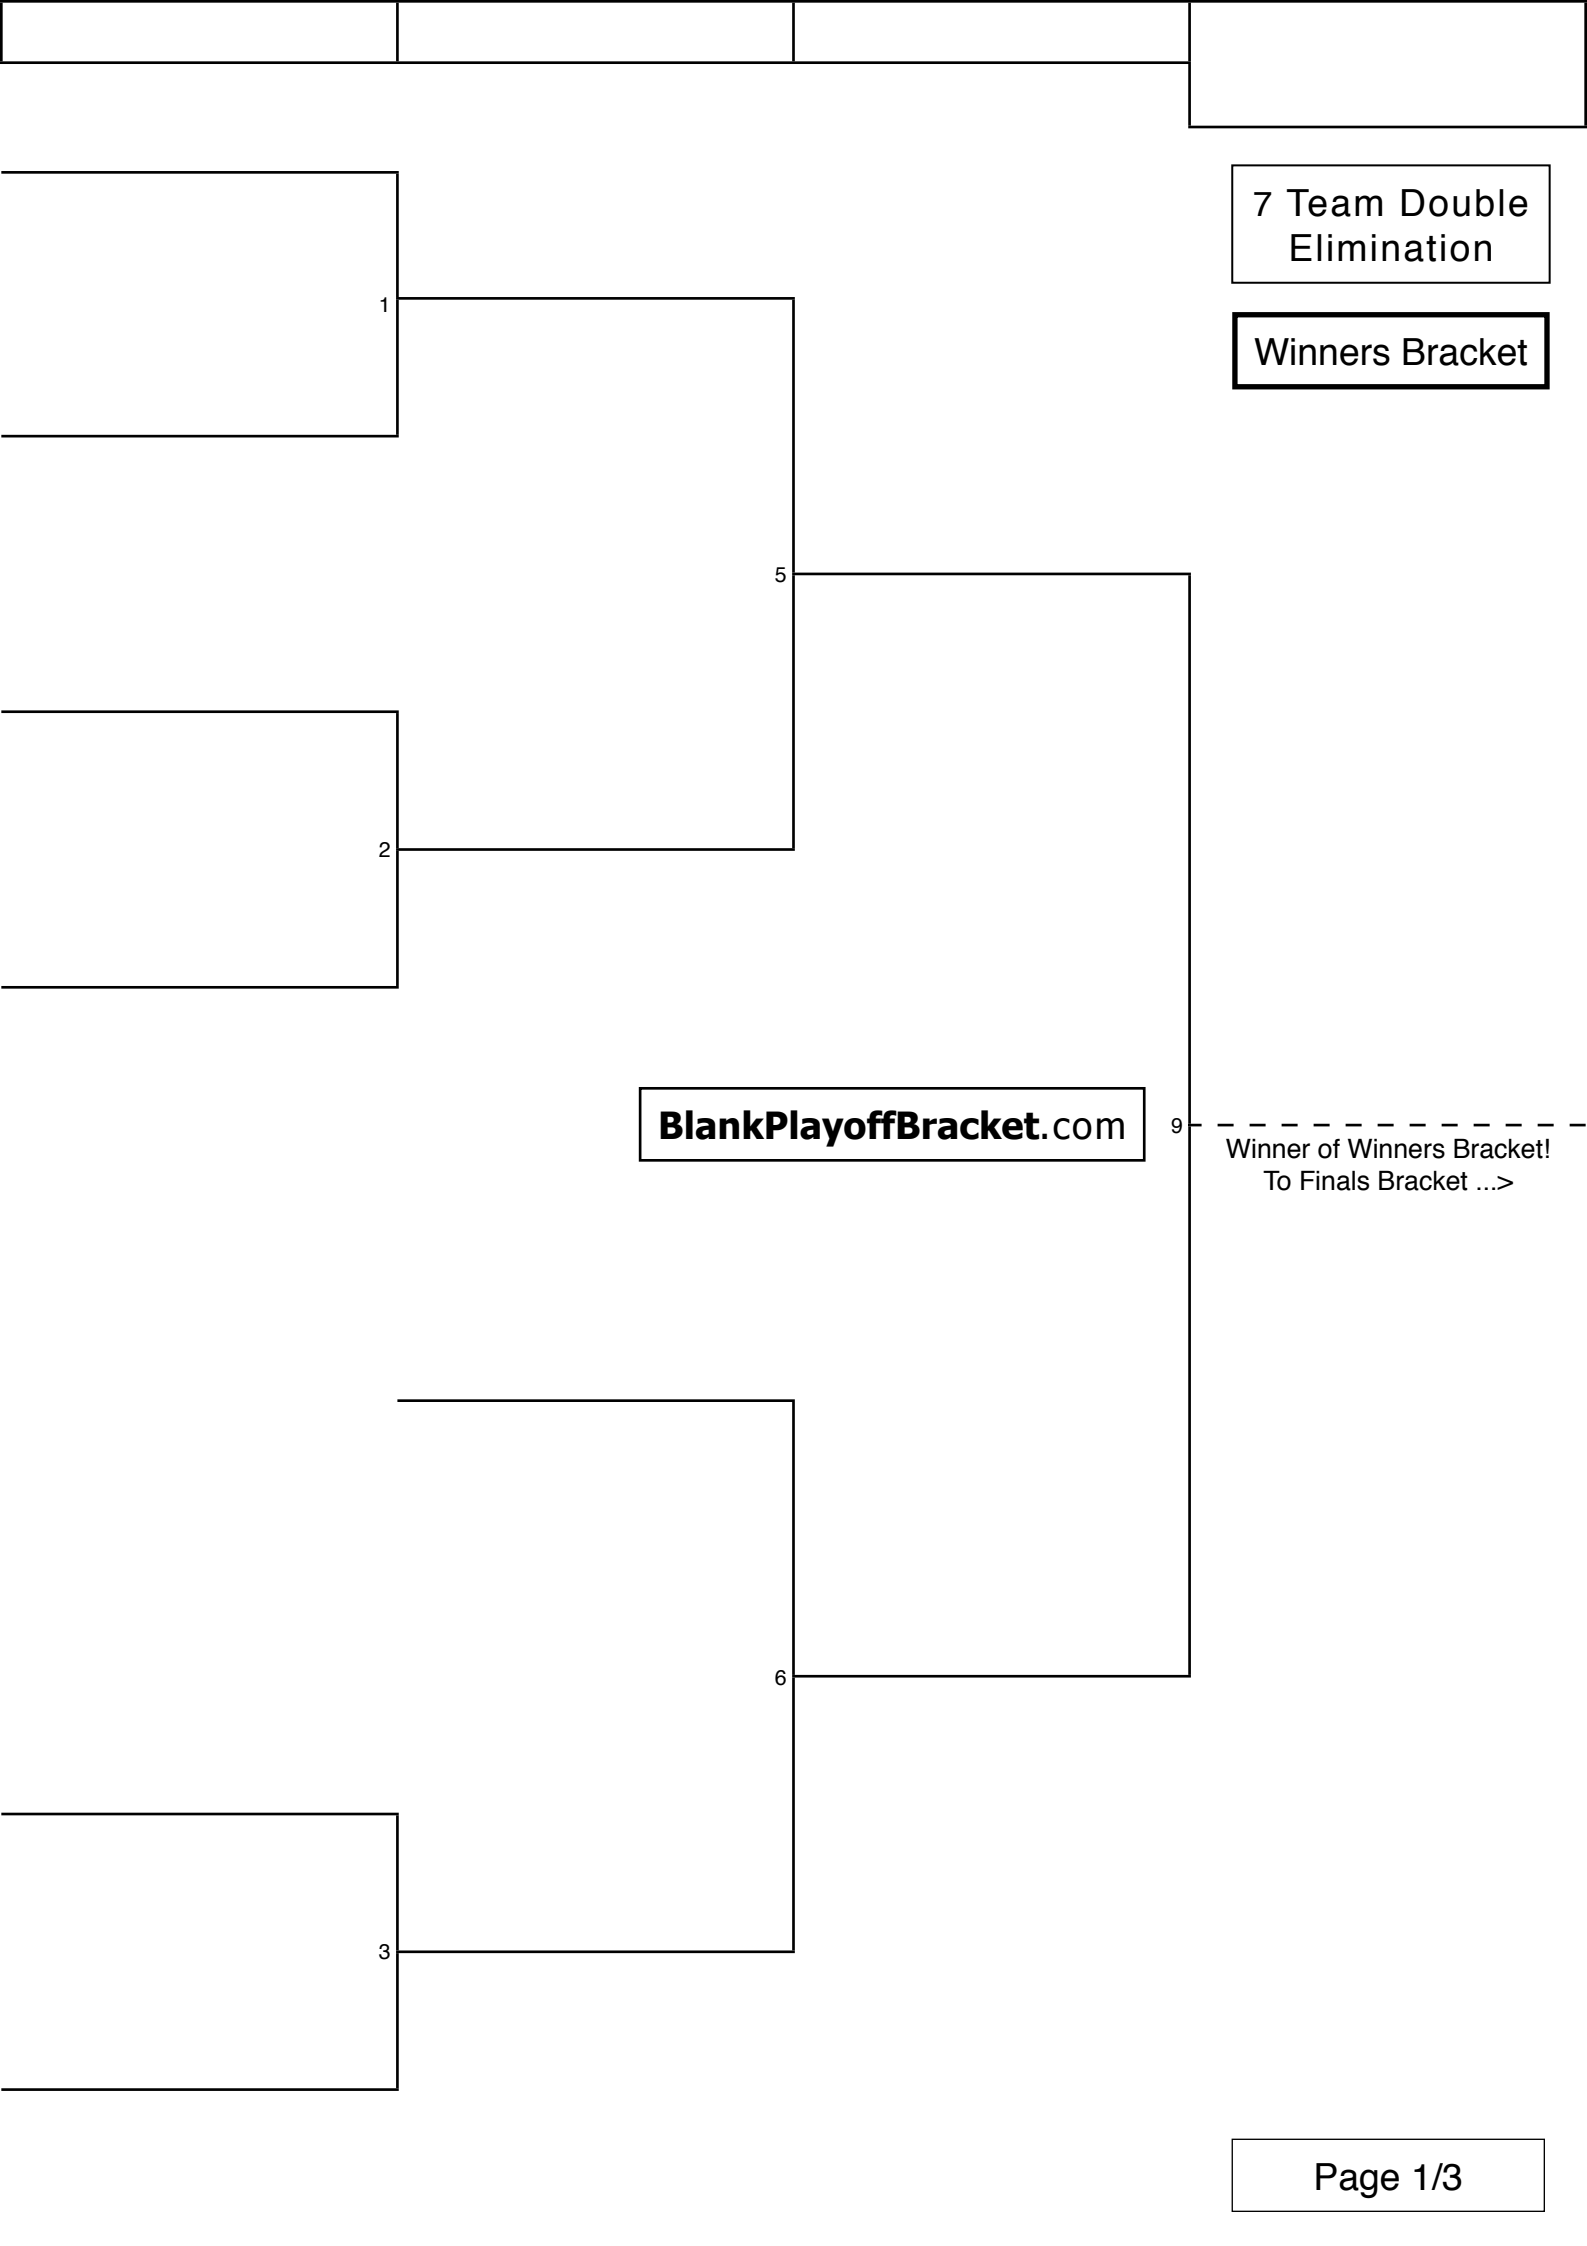 7 Team Double
Elimination
Winners Bracket
1
5
2
BlankPlayoffBracket.com
9
Winner of Winners Bracket!
To Finals Bracket ...>
6
3
Page 1/3